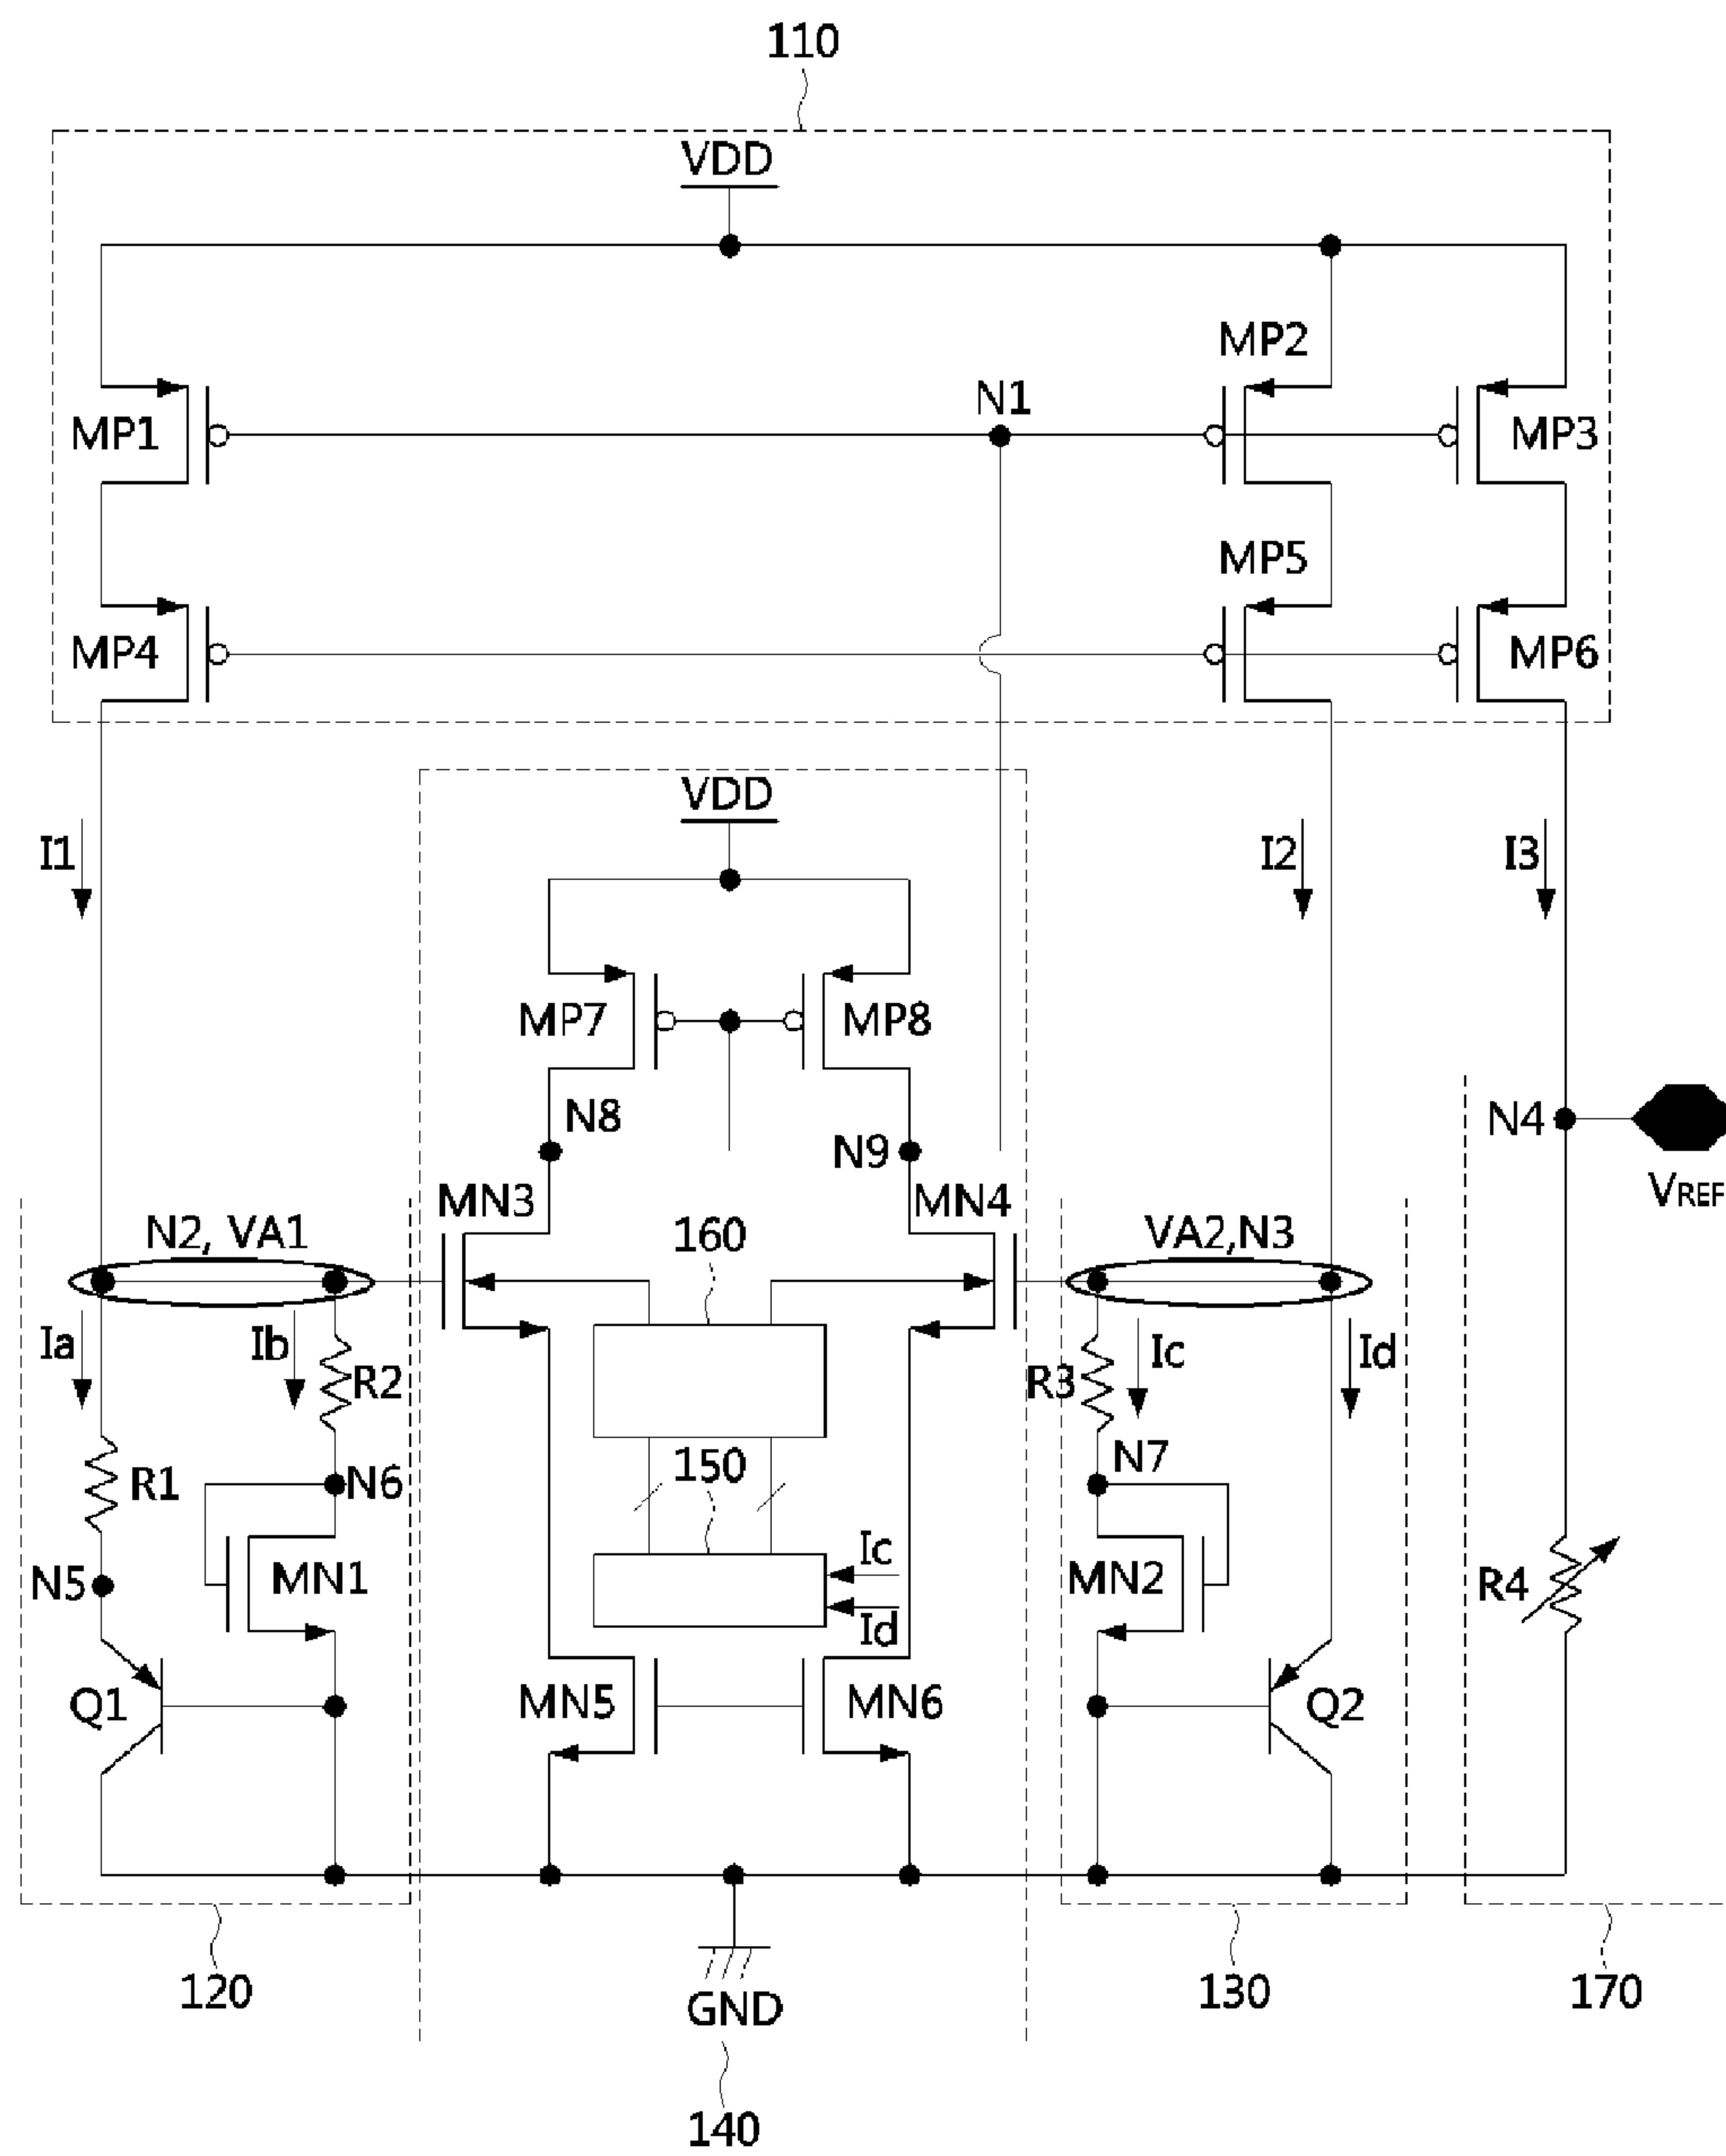 110
VDD
MP2
N1
MP1
MP3
MP5
MP4
MP6
VDD
I1
I2
I3
MP7
MP8
N8
N9
N4
VREF
MN3
MN4
N2, VA1
160
VA2,N3
Ia
Ib
R2
R3
Ic
Id
R1
N6
150
N7
N5
MN1
Ic
Id
MN2
R4
Q1
MN5
MN6
Q2
120
GND
130
170
140